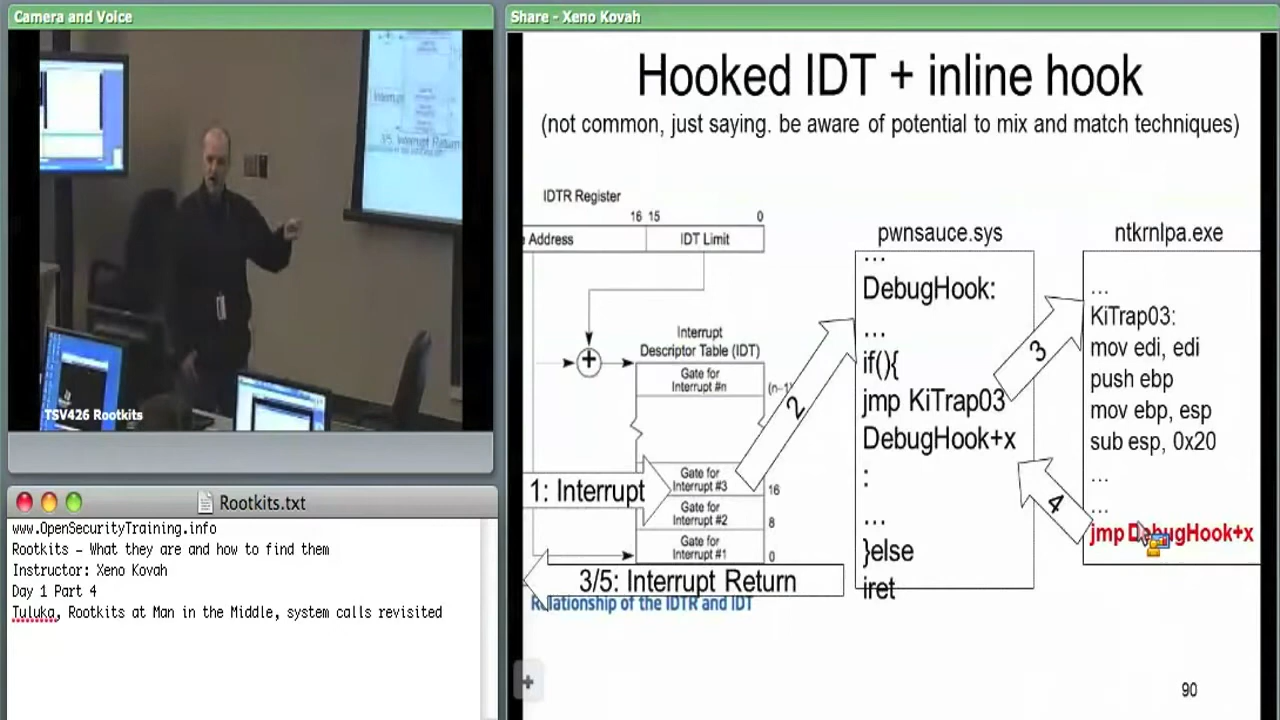 Camera and Voice
3/5: Interrupt Return
TSV426 Rootkits
Rootkits.txt
www.OpenSecurityTraining.info
Rootkits – What they are and how to find them
Instructor: Xeno Kovah
Day 1 Part 4
Tuluka, Rootkits at Man in the Middle, system calls revisited
Share - Xeno Kovah
Hooked IDT + inline hook
(not common, just saying. be aware of potential to mix and match techniques)
IDTR Register
16 15 0
Address IDT Limit
+
Interrupt
Descriptor Table (IDT)
Gate for
Interrupt #n
1: Interrupt
Gate for
Interrupt #3
16
Gate for
Interrupt #2
8
Gate for
Interrupt #1
0
3/5: Interrupt Return
Relationship of the IDTR and IDT
2
pwnsauce.sys
...
DebugHook:
...
if(){
jmp KiTrap03
DebugHook+x
:
...
}else
iret
3
4
ntkrnlpa.exe
...
KiTrap03:
mov edi, edi
push ebp
mov ebp, esp
sub esp, 0x20
...
...
jmp DebugHook+x
90